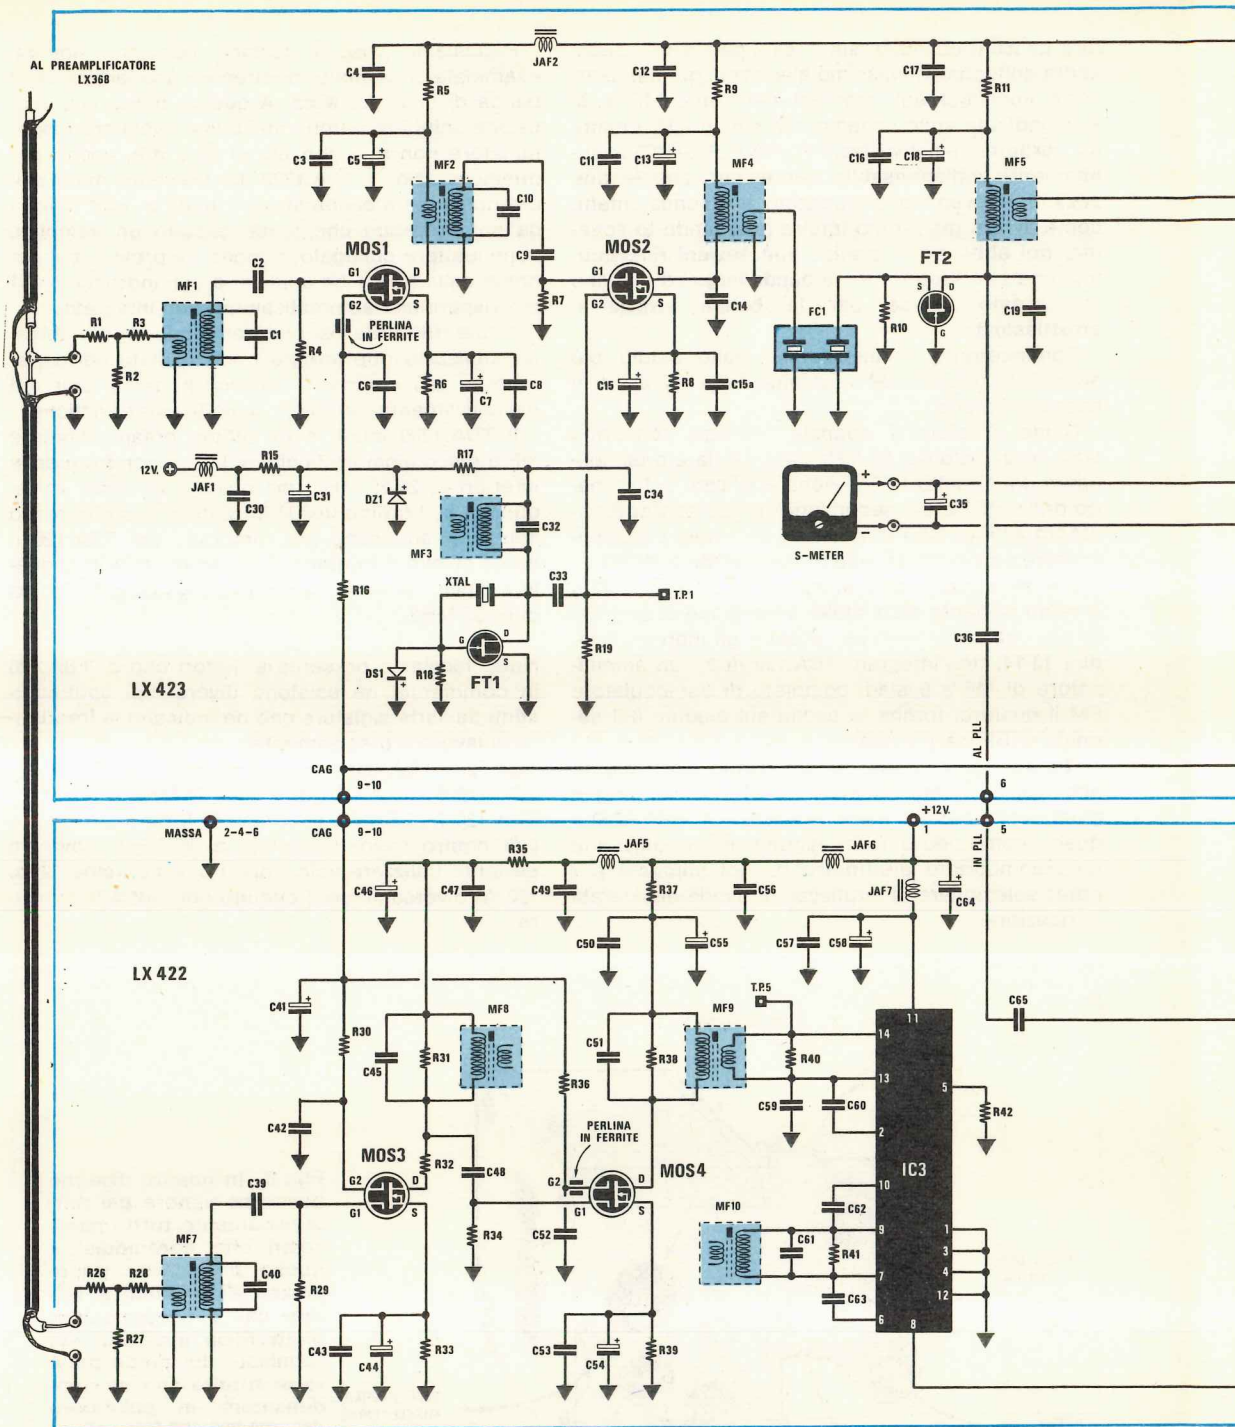 AL PREAMPLIFICATORE
LX368
JAF2
C4
R5
C12
R9
C17
R11
C3
C5
MF2
C11
C13
MF4
C16
C18
MF5
C10
C2
MOS1
G1
D
G2
S
C9
MOS2
G1
D
G2
S
FT2
S
D
G
MF1
PERLINA
IN FERRITE
R7
C14
FC1
R10
C19
R1
R3
C1
R4
R2
C6
R6
C7
C8
C15
R8
C15a
12V.
JAF1
R15
C30
C31
DZ1
R17
C34
MF3
C32
S-METER
+
−
C35
R16
XTAL
C33
T.P.1
G
D
S
R19
C36
DS1
R18
FT1
LX 423
AL PLL
CAG
9-10
6
MASSA
2-4-6
CAG
9-10
+12V.
1
IN PLL
5
R35
JAF5
JAF6
C46
C47
C49
R37
C56
JAF7
C64
C50
C55
C57
C58
LX 422
C41
R30
MF8
T.P.5
MF9
C65
C45
R31
C51
R38
R40
11
14
13
5
R42
R36
C59
C60
2
C42
PERLINA
IN FERRITE
MOS3
R32
C48
MOS4
IC3
C39
G2
D
G1
S
G2
D
G1
S
10
C62
MF10
R34
C52
C61
9
R41
7
1
3
4
12
MF7
C40
R26
R28
R29
C63
6
8
R27
C43
C44
R33
C53
C54
R39